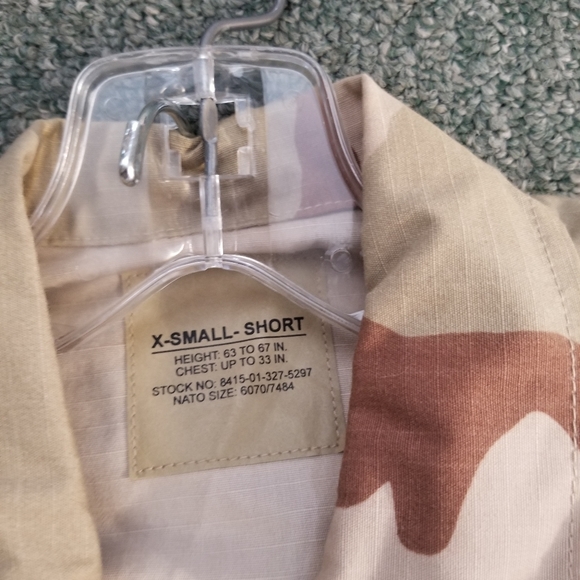 X-SMALL- SHORT
HEIGHT: 63 TO 67 IN.
CHEST: UP TO 33 IN.
STOCK NO: 8415-01-327-5297
NATO SIZE: 6070/7484